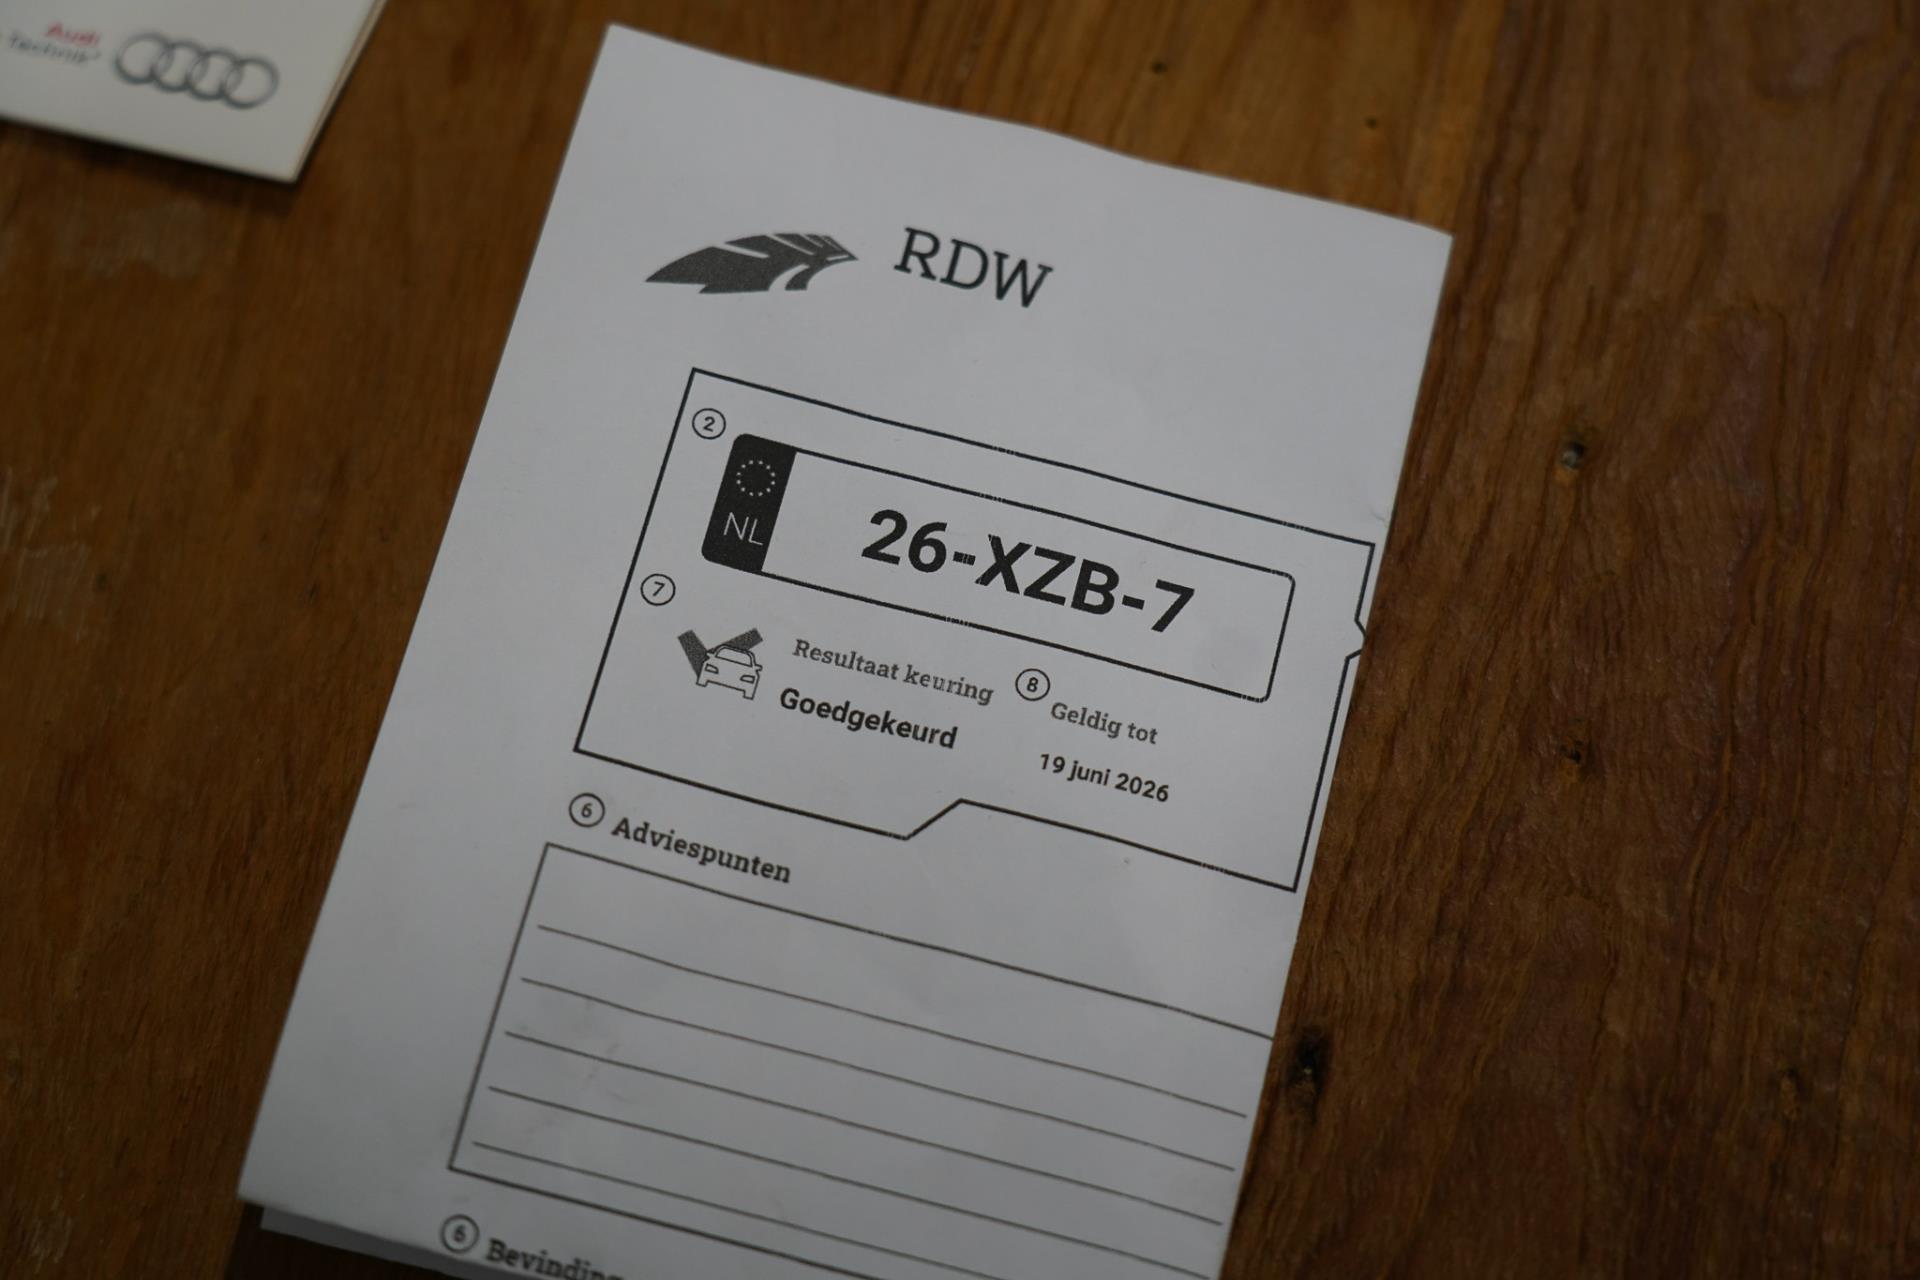 Audi
Technik
RDW
2
NL
26-XZB-7
7
Resultaat keuring
Goedgekeurd
8
Geldig tot
19 juni 2026
6 Adviespunten
6